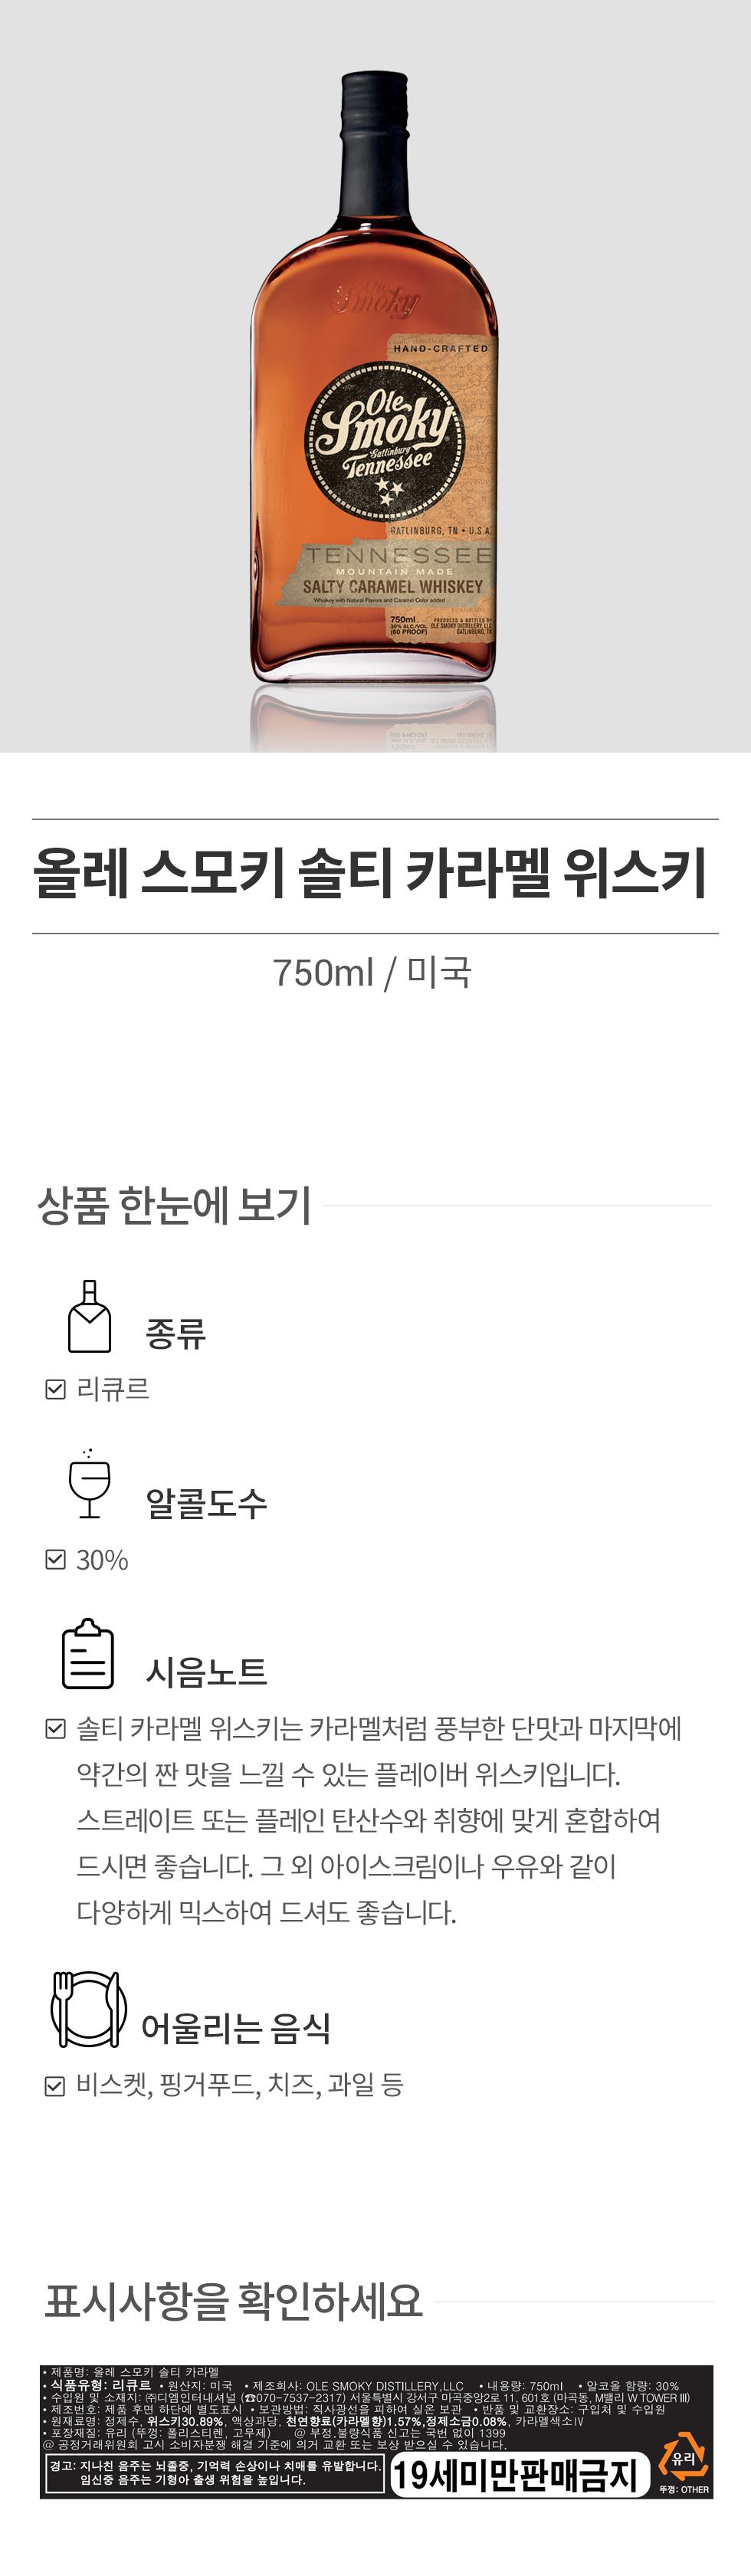 Ole
Smoky
HAND-CRAFTED
Ole
Smoky
Gatlinburg
Tennessee
GATLINBURG, TN • U.S.A.
TENNESSEE
MOUNTAIN MADE
SALTY CARAMEL WHISKEY
Whiskey with Natural Flavors and Caramel Color added
750ml
30% ALC./VOL.
(60 PROOF)
PRODUCED & BOTTLED BY
OLE SMOKY DISTILLERY, LLC
GATLINBURG, TN
올레 스모키 솔티 카라멜 위스키
750ml / 미국
상품 한눈에 보기
종류
리큐르
알콜도수
30%
시음노트
솔티 카라멜 위스키는 카라멜처럼 풍부한 단맛과 마지막에
약간의 짠 맛을 느낄 수 있는 플레이버 위스키입니다.
스트레이트 또는 플레인 탄산수와 취향에 맞게 혼합하여
드시면 좋습니다. 그 외 아이스크림이나 우유와 같이
다양하게 믹스하여 드셔도 좋습니다.
어울리는 음식
비스켓, 핑거푸드, 치즈, 과일 등
표시사항을 확인하세요
• 제품명: 올레 스모키 솔티 카라멜
• 식품유형: 리큐르 • 원산지: 미국 • 제조회사: OLE SMOKY DISTILLERY,LLC • 내용량: 750ml • 알코올 함량: 30%
• 수입원 및 소재지: ㈜디엠인터내셔널 (☎070-7537-2317) 서울특별시 강서구 마곡중앙2로 11, 601호 (마곡동, M밸리 W TOWER Ⅲ)
• 제조번호: 제품 후면 하단에 별도표시 • 보관방법: 직사광선을 피하여 실온 보관 • 반품 및 교환장소: 구입처 및 수입원
• 원재료명: 정제수, 위스키30.89%, 액상과당, 천연향료(카라멜향)1.57%,정제소금0.08%, 카라멜색소Ⅳ
• 포장재질: 유리 (뚜껑: 폴리스티렌, 고무제) @ 부정,불량식품 신고는 국번 없이 1399
@ 공정거래위원회 고시 소비자분쟁 해결 기준에 의거 교환 또는 보상 받으실 수 있습니다.
경고: 지나친 음주는 뇌졸중, 기억력 손상이나 치매를 유발합니다.
임신중 음주는 기형아 출생 위험을 높입니다.
19세미만판매금지
유리
뚜껑: OTHER